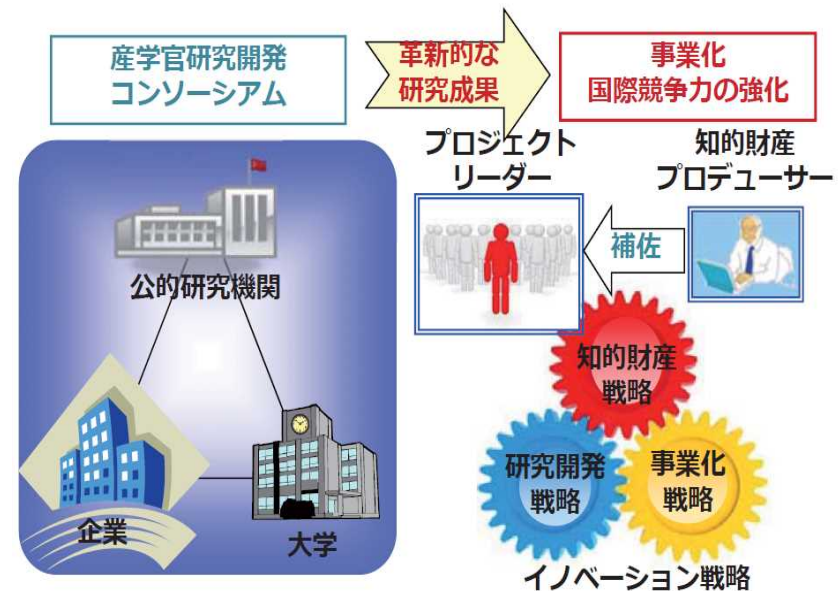 産学官研究開発
コンソーシアム
革新的な
研究成果
事業化
国際競争力の強化
公的研究機関
企業
大学
プロジェクト
リーダー
知的財産
プロデューサー
補佐
知的財産
戦略
研究開発
戦略
事業化
戦略
イノベーション戦略